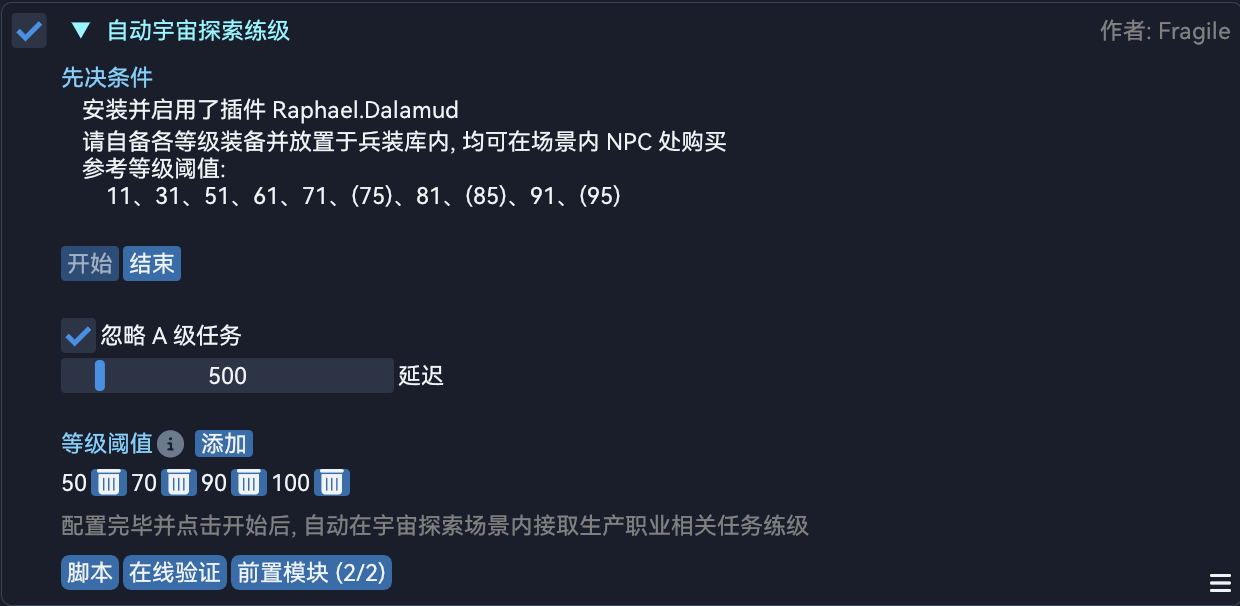 自动宇宙探索练级 作者: Fragile
先决条件
安装并启用了插件 Raphael.Dalamud
请自备各等级装备并放置于兵装库内, 均可在场景内 NPC 处购买
参考等级阈值:
11、31、51、61、71、(75)、81、(85)、91、(95)
开始 结束
忽略 A 级任务
500 延迟
等级阈值 i 添加
50 70 90 100
配置完毕并点击开始后, 自动在宇宙探索场景内接取生产职业相关任务练级
脚本 在线验证 前置模块 (2/2)